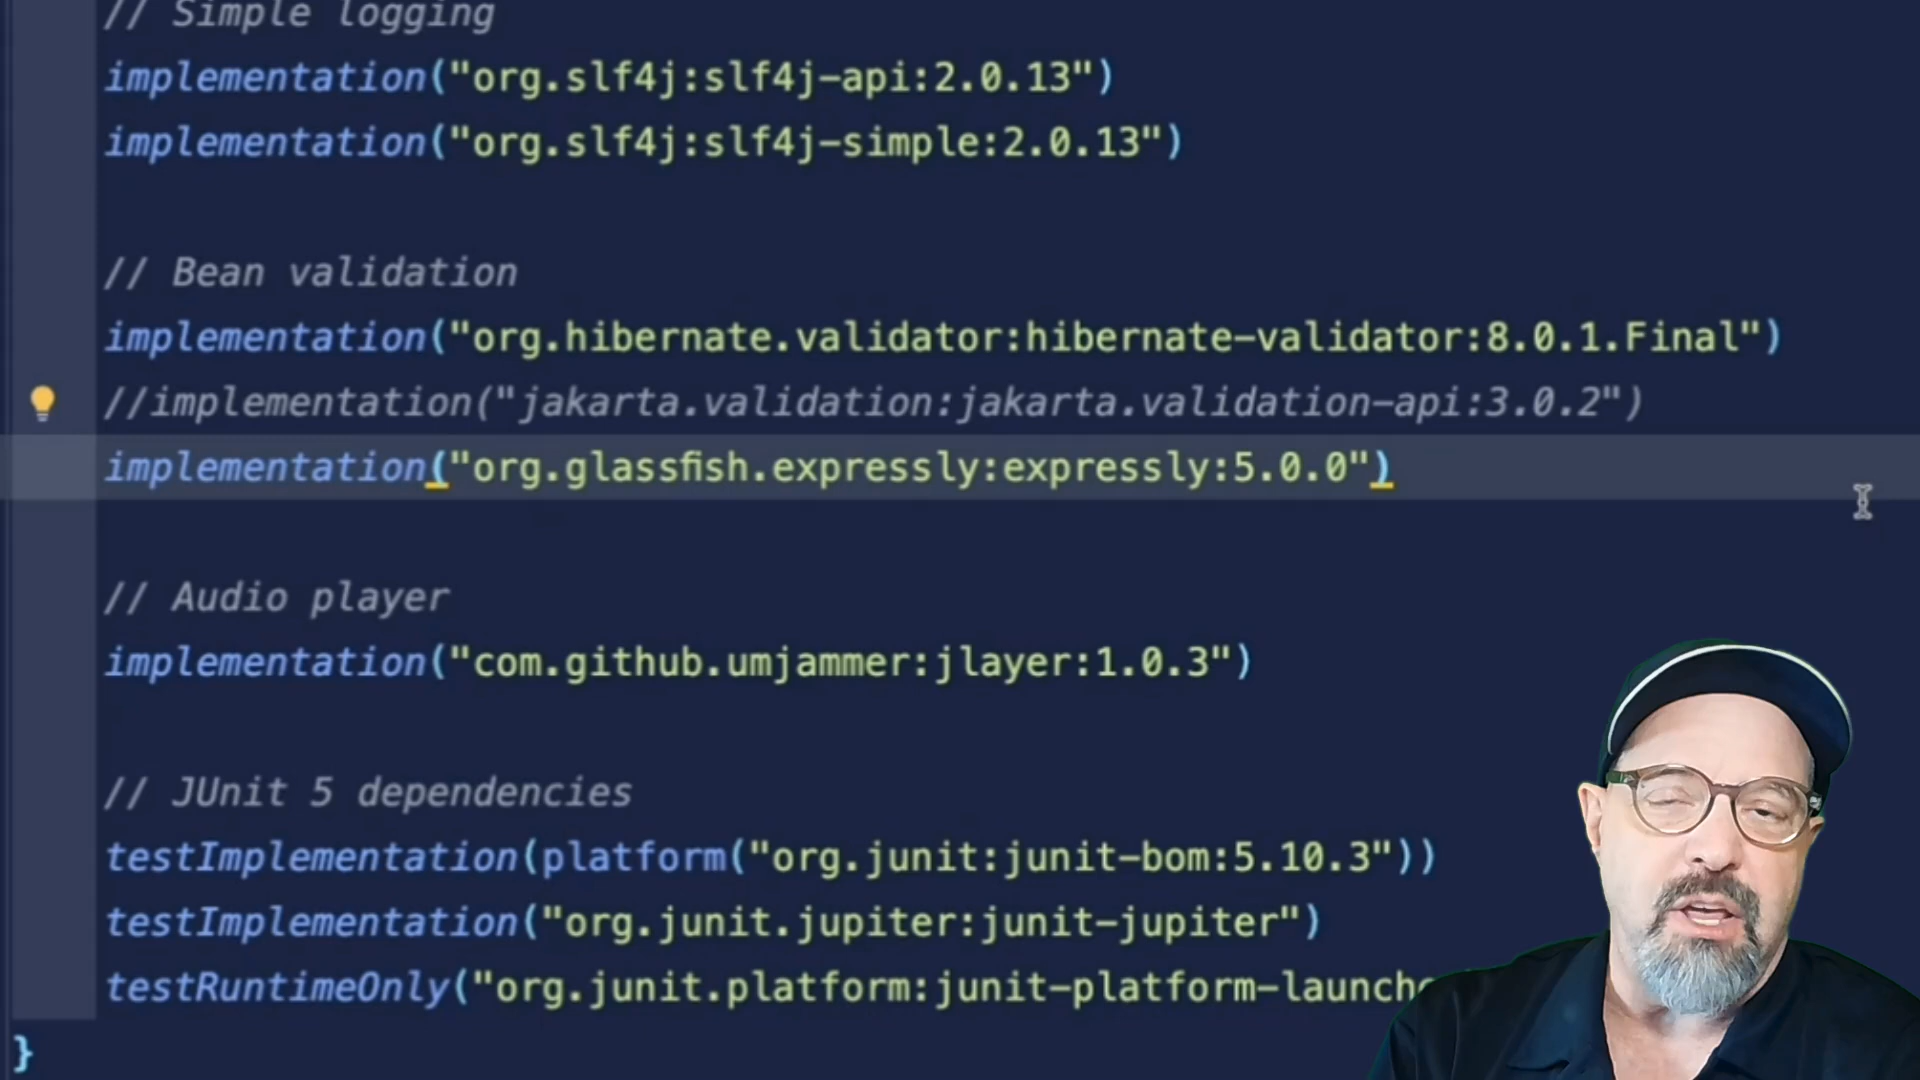 // Simple logging
implementation("org.slf4j:slf4j-api:2.0.13")
implementation("org.slf4j:slf4j-simple:2.0.13")
// Bean validation
implementation("org.hibernate.validator:hibernate-validator:8.0.1.Final")
//implementation("jakarta.validation:jakarta.validation-api:3.0.2")
implementation("org.glassfish.expressly:expressly:5.0.0")
// Audio player
implementation("com.github.umjammer:jlayer:1.0.3")
// JUnit 5 dependencies
testImplementation(platform("org.junit:junit-bom:5.10.3"))
testImplementation("org.junit.jupiter:junit-jupiter")
testRuntimeOnly("org.junit.platform:junit-platform-launche
}